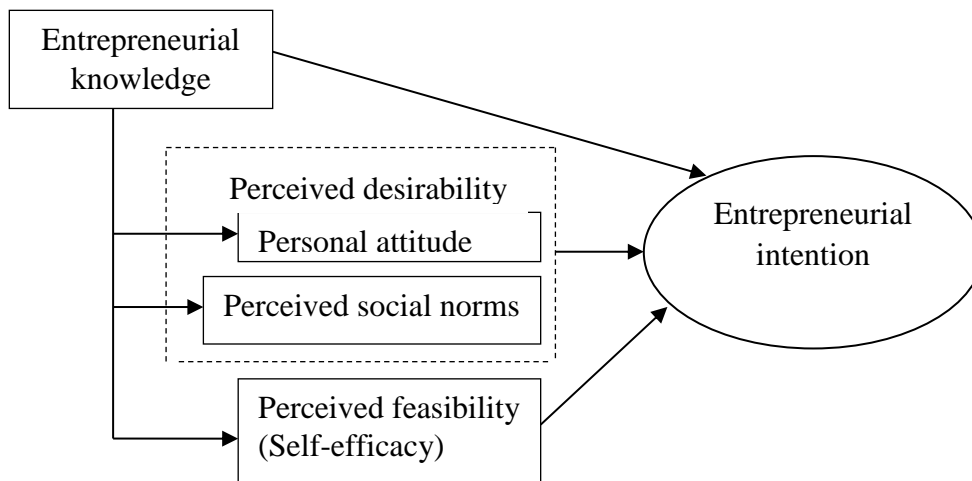 Entrepreneurial
knowledge
Perceived desirability
Personal attitude
Perceived social norms
Perceived feasibility
(Self-efficacy)
Entrepreneurial
intention